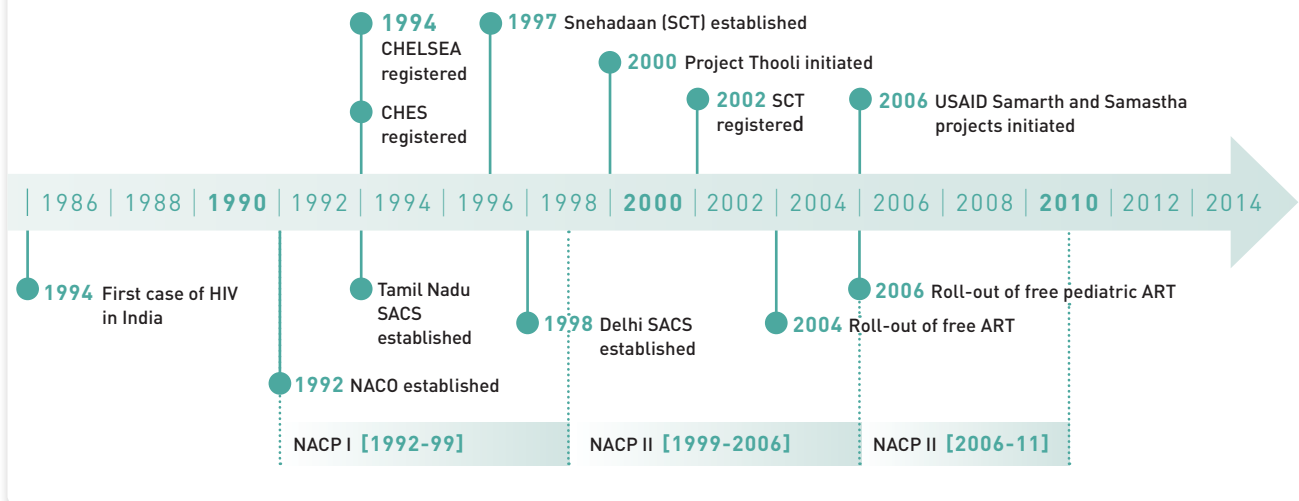 1994
CHELSEA
registered
CHES
registered
1997 Snehadaan (SCT) established
2000 Project Thooli initiated
2002 SCT
registered
2006 USAID Samarth and Samastha
projects initiated
1986 1988 1990 1992 1994 1996 1998 2000 2002 2004 2006 2008 2010 2012 2014
1994 First case of HIV
in India
Tamil Nadu
SACS
established
1998 Delhi SACS
established
2006 Roll-out of free pediatric ART
2004 Roll-out of free ART
1992 NACO established
NACP I [1992-99]
NACP II [1999-2006]
NACP II [2006-11]